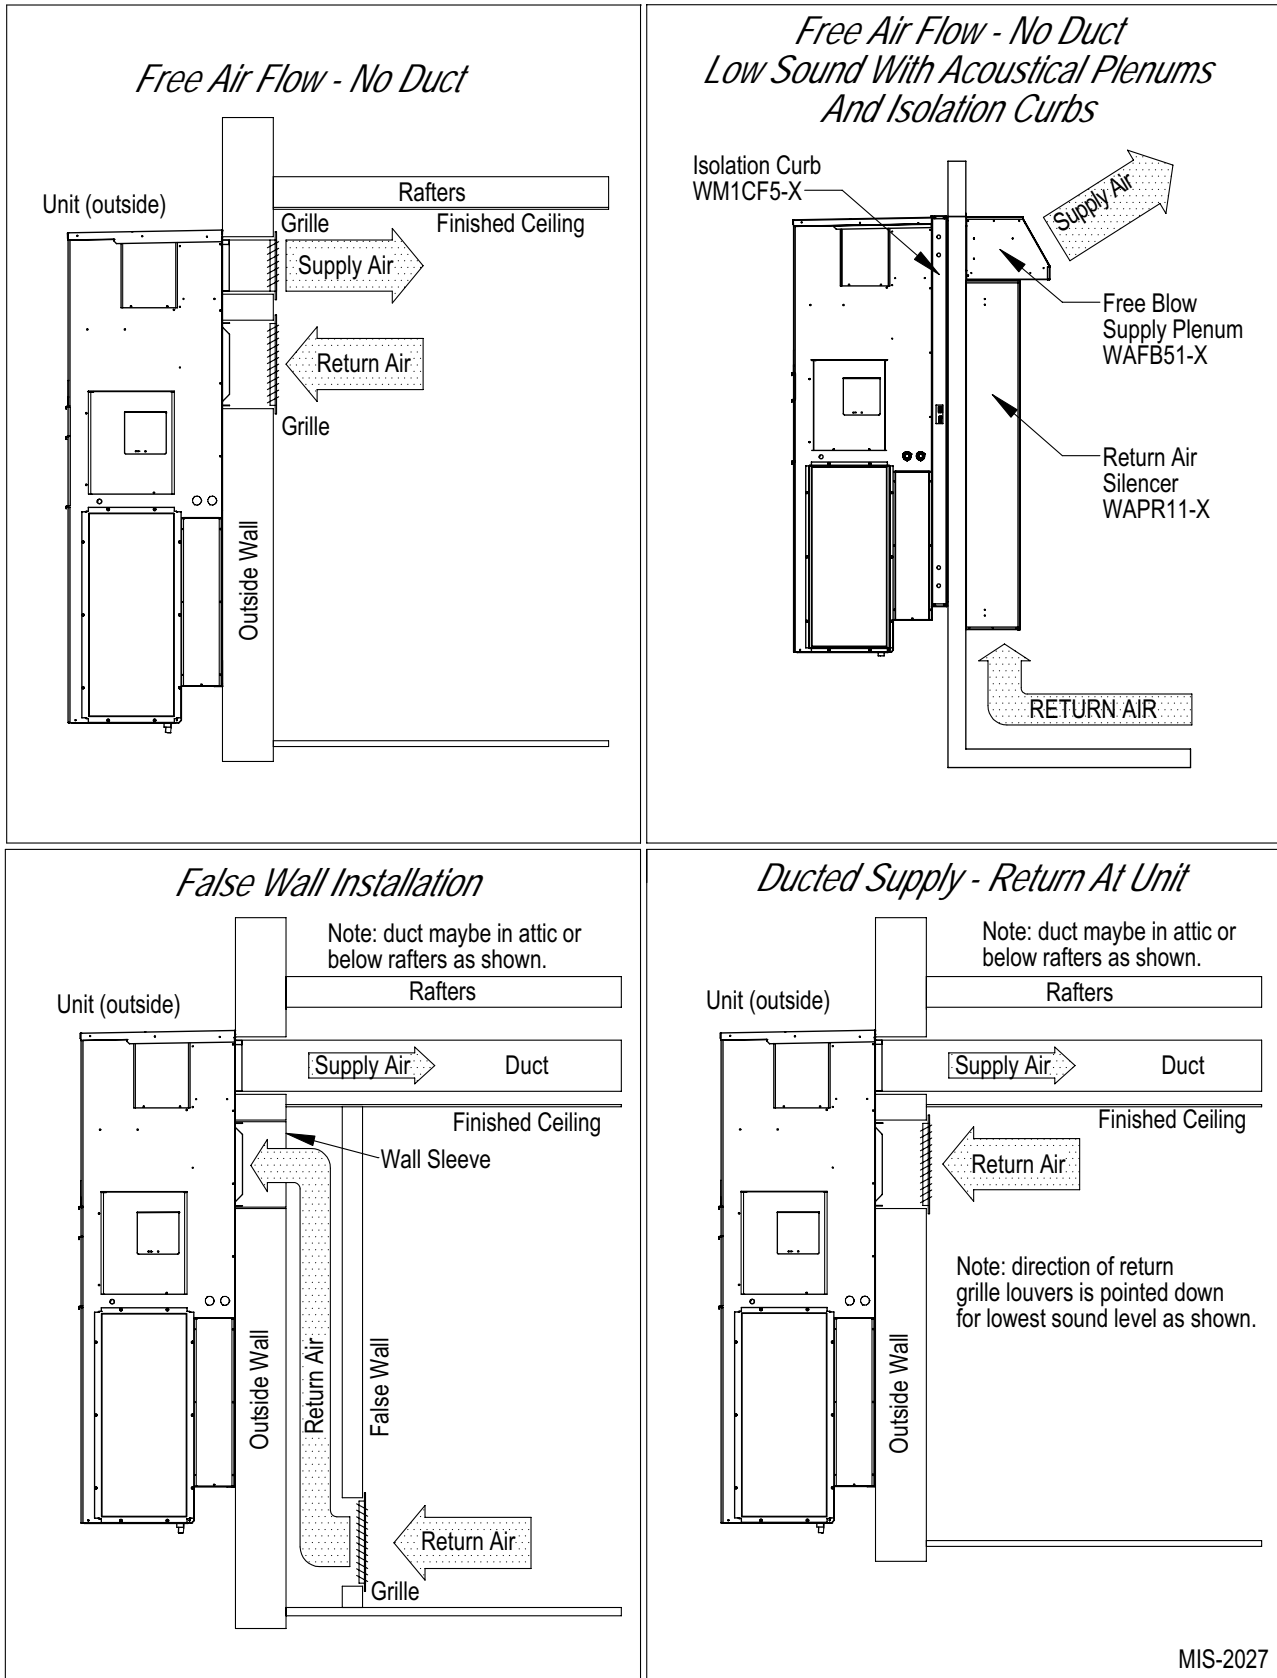 Free Air Flow - No Duct
Unit (outside)
Rafters
Grille
Finished Ceiling
Supply Air
Return Air
Grille
Outside Wall
Free Air Flow - No Duct
Low Sound With Acoustical Plenums
And Isolation Curbs
Isolation Curb
WM1CF5-X
Supply Air
Free Blow
Supply Plenum
WAFB51-X
Return Air
Silencer
WAPR11-X
RETURN AIR
False Wall Installation
Note: duct maybe in attic or
below rafters as shown.
Rafters
Unit (outside)
Supply Air
Duct
Finished Ceiling
Wall Sleeve
Outside Wall
Return Air
False Wall
Return Air
Grille
Ducted Supply - Return At Unit
Note: duct maybe in attic or
below rafters as shown.
Rafters
Unit (outside)
Supply Air
Duct
Finished Ceiling
Return Air
Note: direction of return
grille louvers is pointed down
for lowest sound level as shown.
Outside Wall
MIS-2027